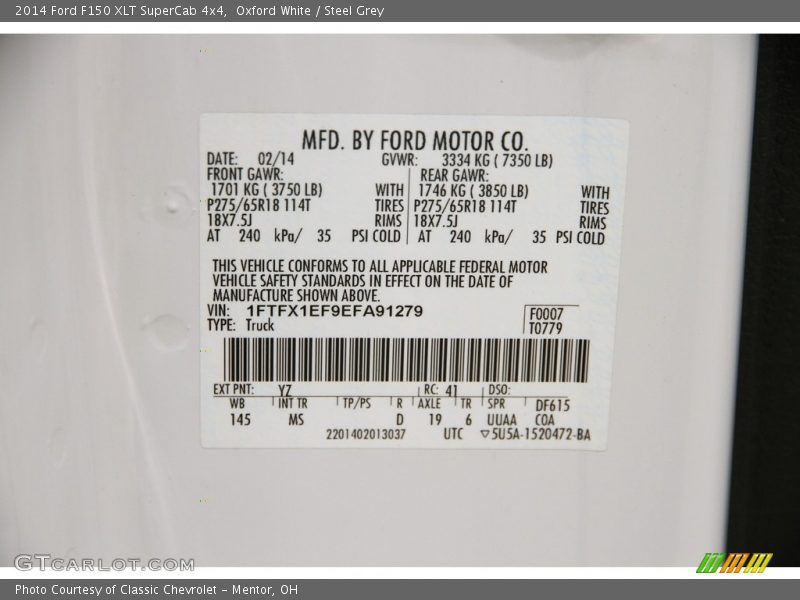 2014 Ford F150 XLT SuperCab 4x4,  Oxford White / Steel Grey
MFD. BY FORD MOTOR CO.
DATE: 02/14 GVWR: 3334 KG ( 7350 LB)
FRONT GAWR: REAR GAWR:
1701 KG ( 3750 LB) WITH 1746 KG ( 3850 LB) WITH
P275/65R18 114T TIRES P275/65R18 114T TIRES
18X7.5J RIMS 18X7.5J RIMS
AT 240 kPa/ 35 PSI COLD AT 240 kPa/ 35 PSI COLD
THIS VEHICLE CONFORMS TO ALL APPLICABLE FEDERAL MOTOR
VEHICLE SAFETY STANDARDS IN EFFECT ON THE DATE OF
MANUFACTURE SHOWN ABOVE.
VIN: 1FTFX1EF9EFA91279 F0007
TYPE: Truck T0779
EXT PNT: YZ RC: 41 DSO:
WB INT TR TP/PS R AXLE TR SPR DF615
145 MS D 19 6 UUAA COA
2201402013037 UTC ▽5U5A-1520472-BA
GTCARLOT.COM
Photo Courtesy of Classic Chevrolet - Mentor, OH